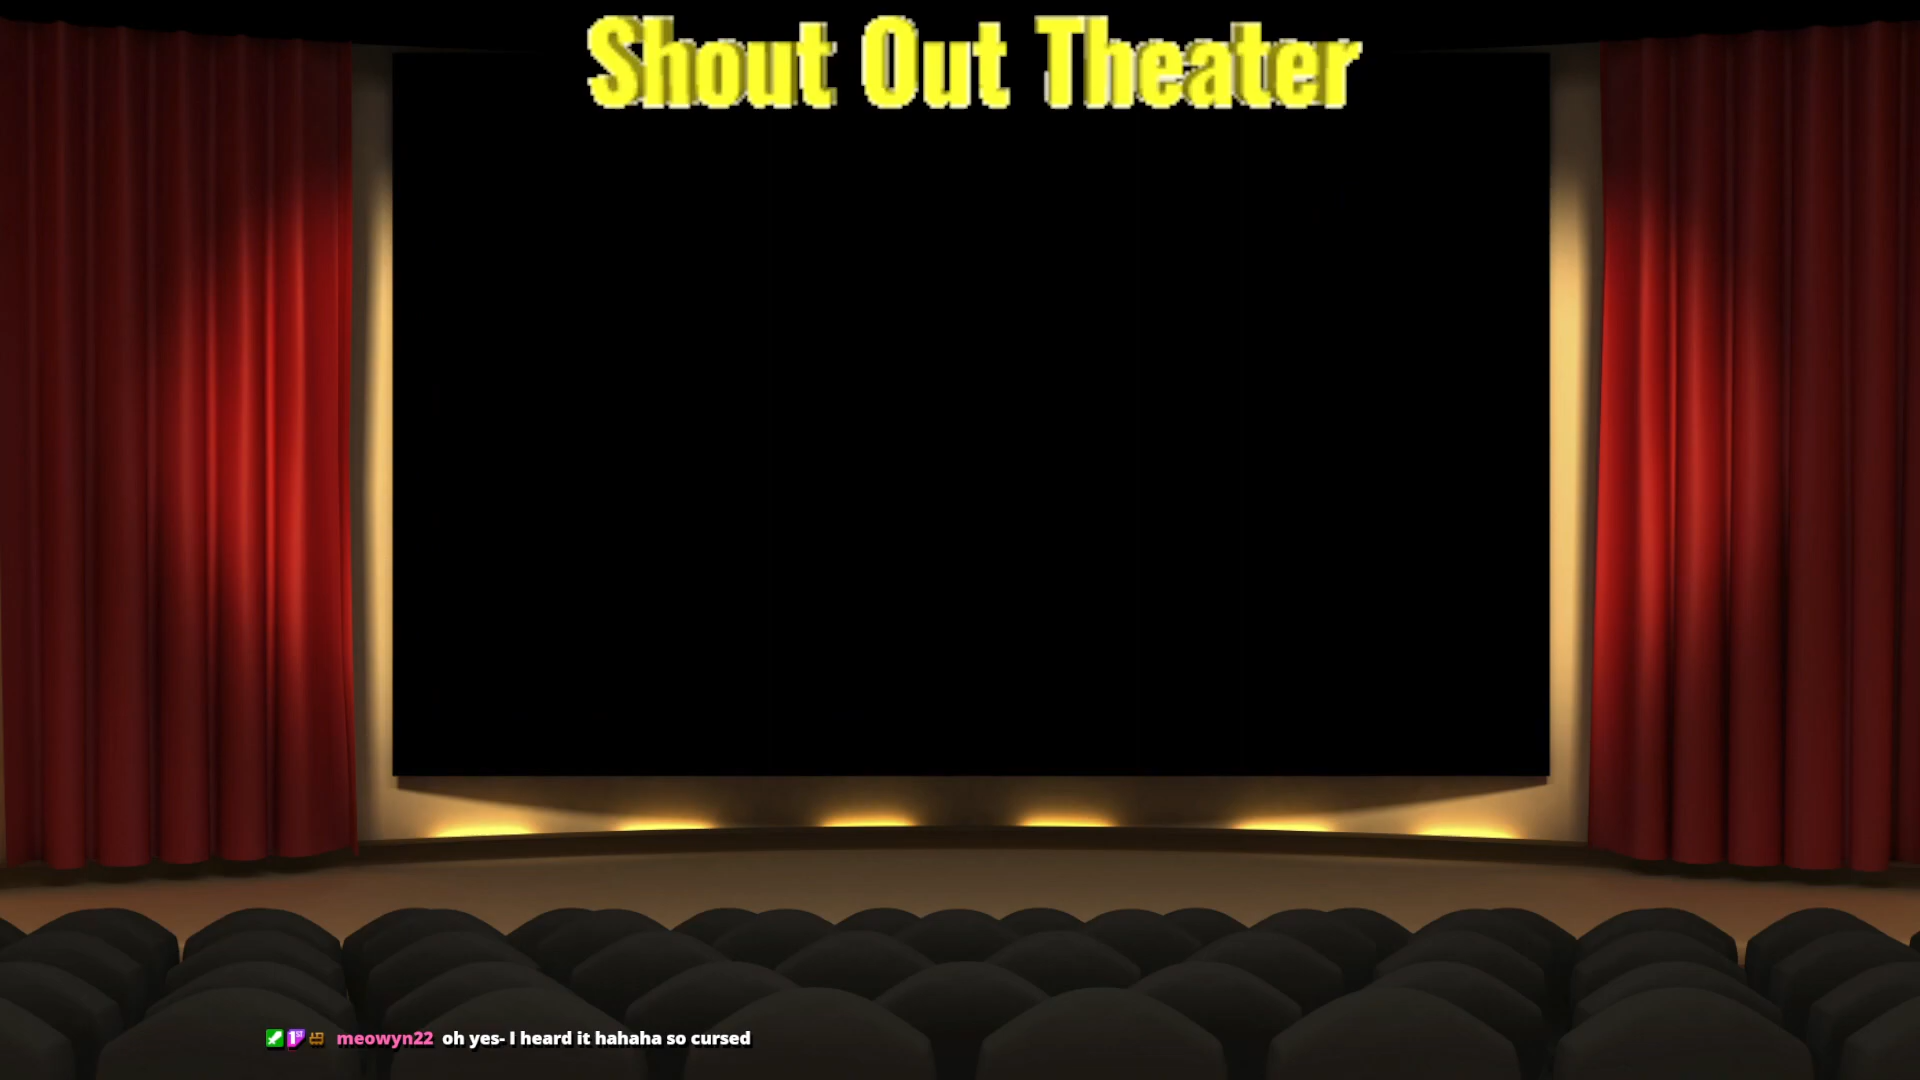 Shout Out Theater
meowyn22 oh yes- I heard it hahaha so cursed